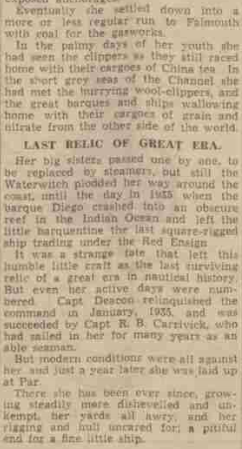 Eventually she settled down into a
more or less regular run to Falmouth
with coal for the gasworks.
In the palmy days of her youth she
had seen the clippers as they still raced
home with their cargoes of China tea. In
the short grey seas of the Channel she
had met the hurrying wool-clippers, and
the great barques and ships wallowing
home with their cargoes of grain and
nitrate from the other side of the world.
LAST RELIC OF GREAT ERA.
Her big sisters passed one by one, to
be replaced by steamers, but still the
Waterwitch plodded her way around the
coast, until the day in 1935 when the
barque Diego crashed into an obscure
reef in the Indian Ocean and left the
little barquentine the last square-rigged
ship trading under the Red Ensign
It was a strange fate that left this
humble little craft as the last surviving
relic of a great era in nautical history.
But even her active days were num-
bered. Capt Deacon relinquished the
command in January, 1935, and was
succeeded by Capt R. B. Carrivick, who
had sailed in her for many years as an
able seaman.
But modern conditions were all against
her and just a year later she was laid up
at Par.
There she has been ever since, grow-
ing steadily more dishevelled and un-
kempt, her yards all awry, and her
rigging and hull uncared for; a pitiful
end for a fine little ship.